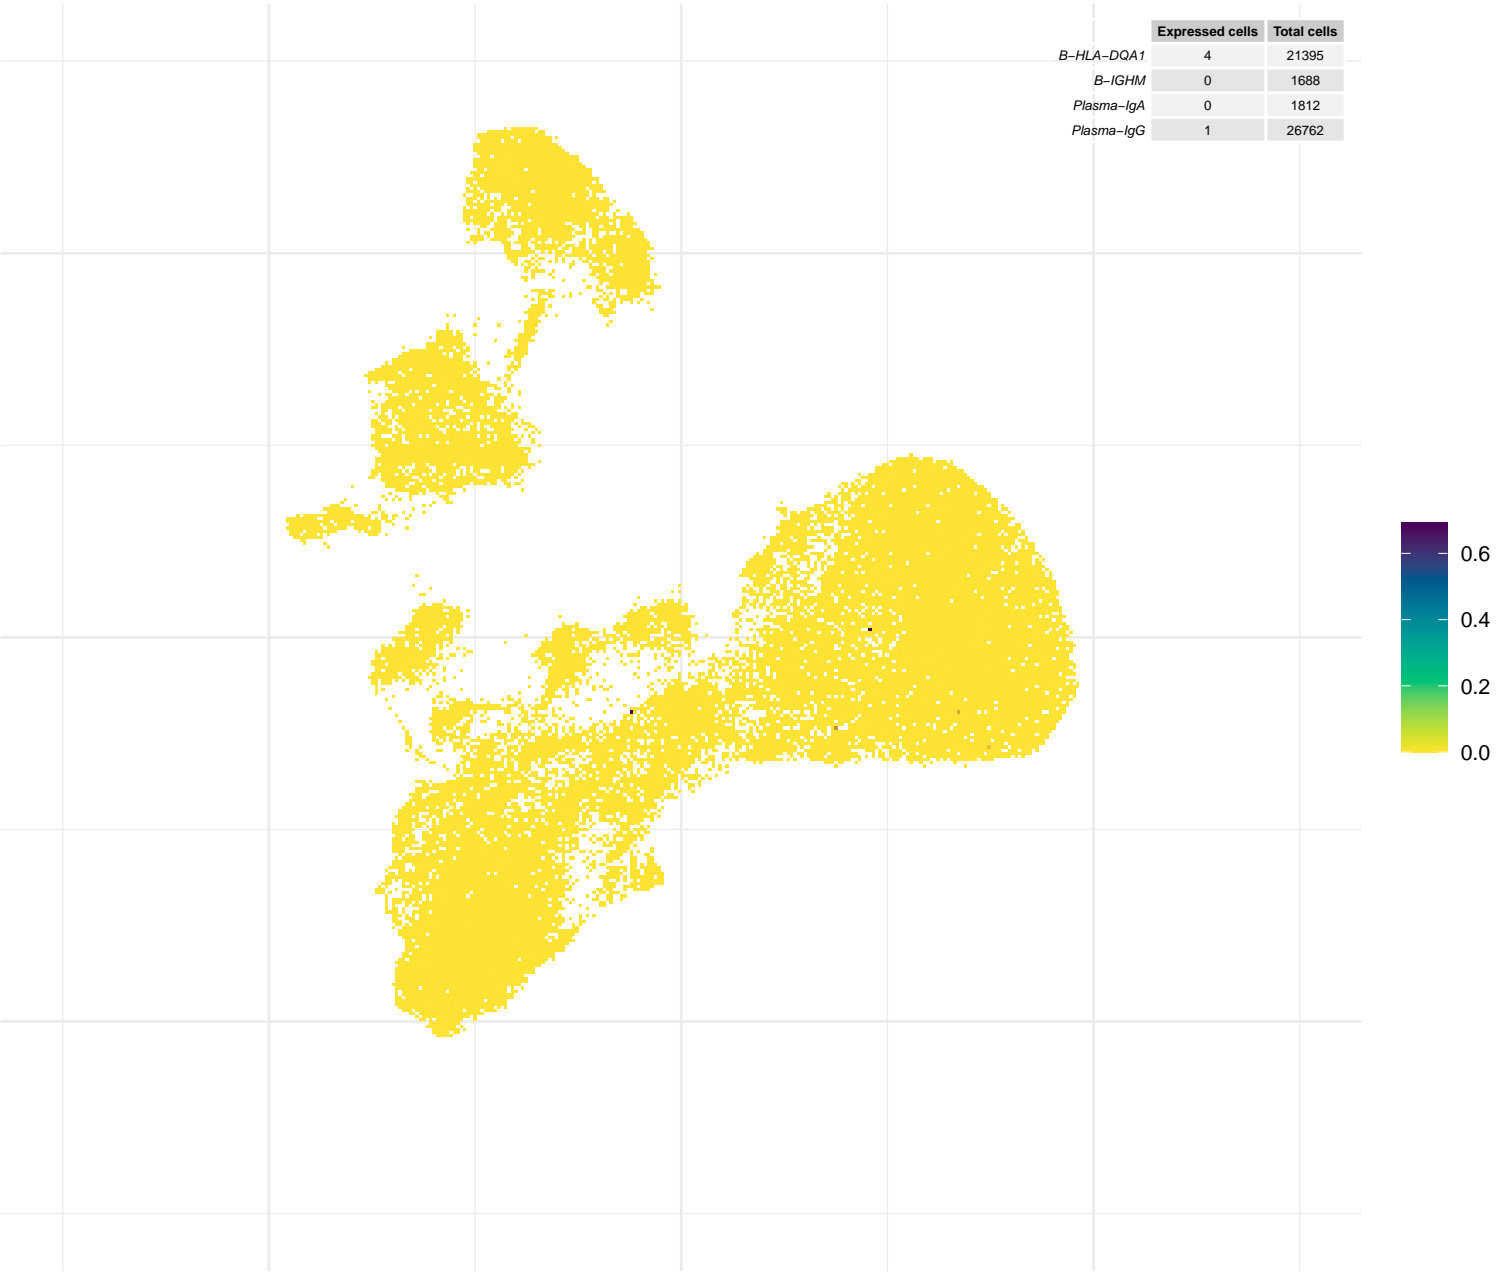 Expressed cells Total cells
B−HLA−DQA1 4 21395
B−IGHM 0 1688
Plasma−IgA 0 1812
Plasma−IgG 1 26762
0.6
0.4
0.2
0.0